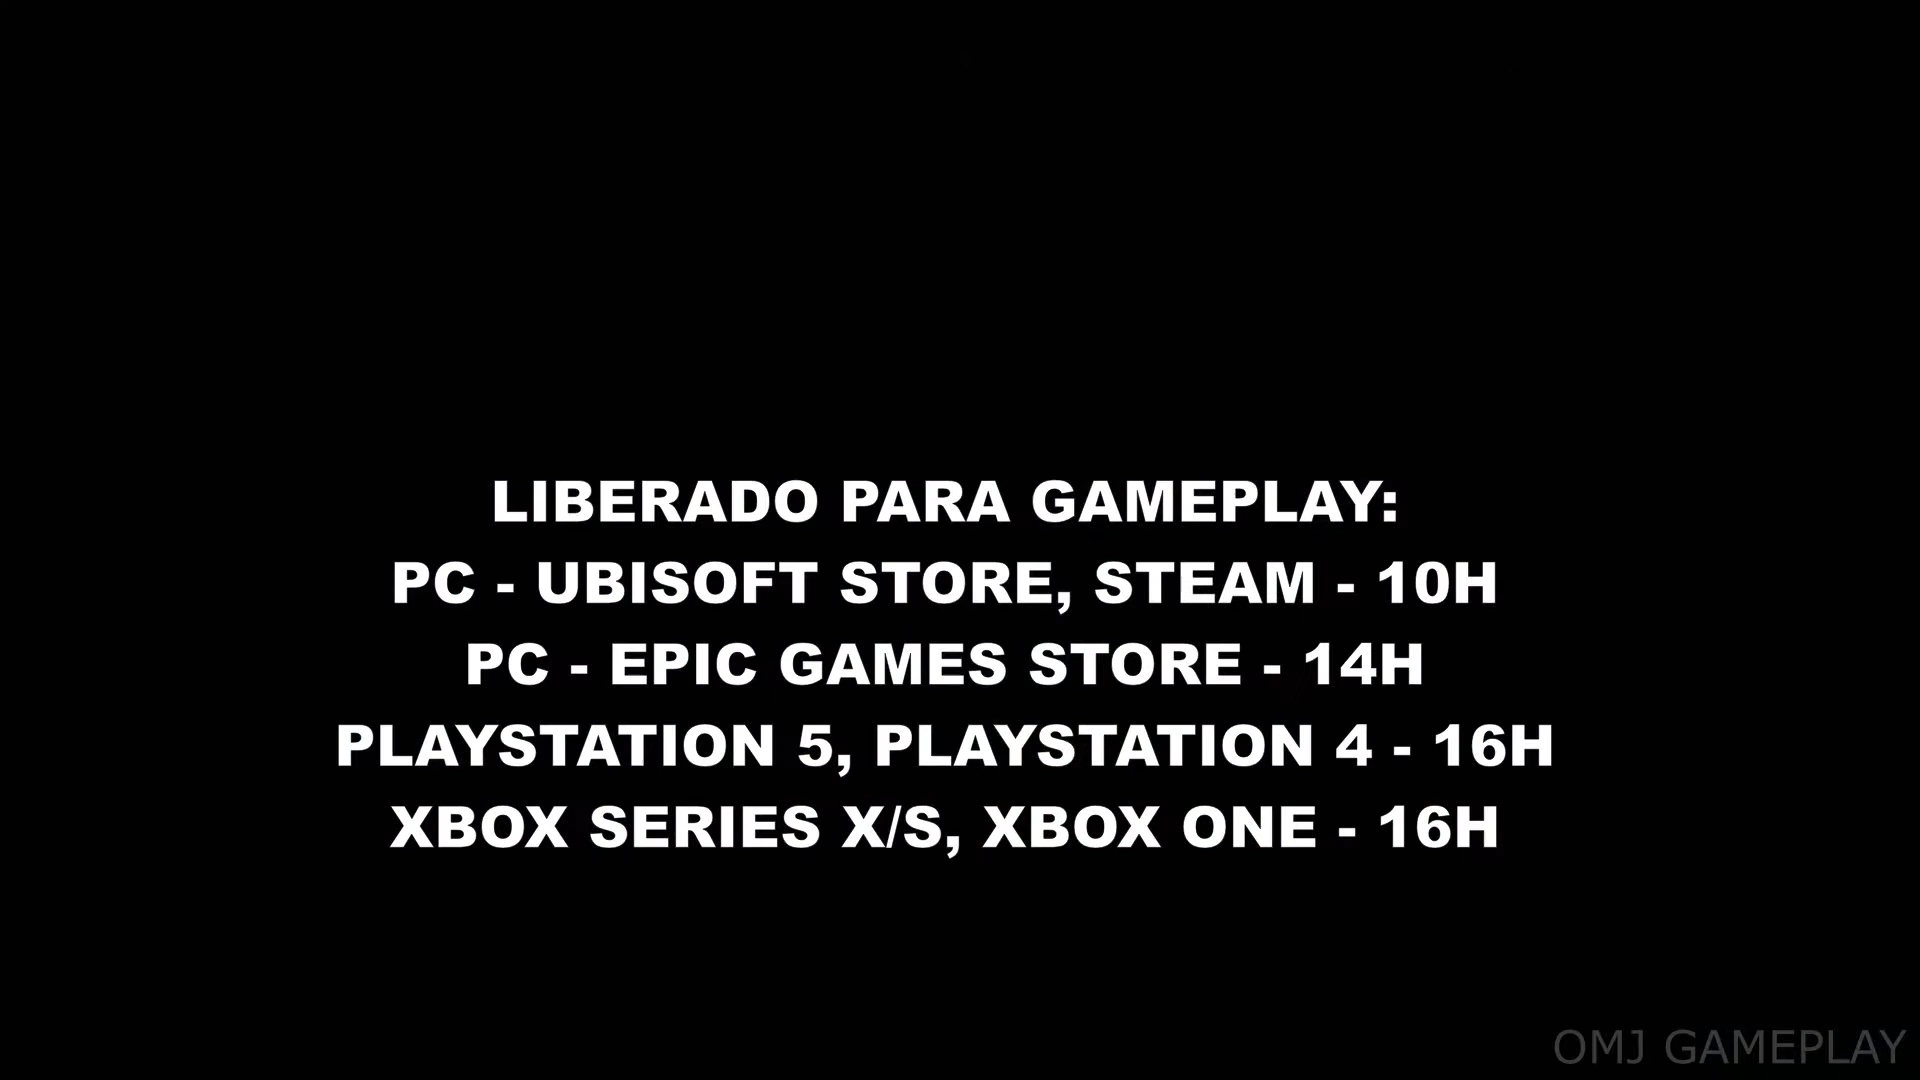 LIBERADO PARA GAMEPLAY:
PC - UBISOFT STORE, STEAM - 10H
PC - EPIC GAMES STORE - 14H
PLAYSTATION 5, PLAYSTATION 4 - 16H
XBOX SERIES X/S, XBOX ONE - 16H
OMJ GAMEPLAY